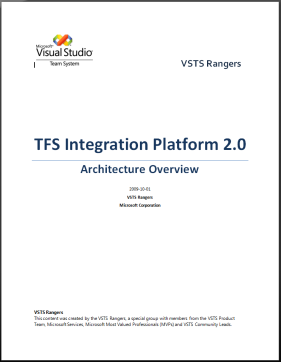 Microsoft
Visual Studio
Team System
VSTS Rangers
TFS Integration Platform 2.0
Architecture Overview
2009-10-01
VSTS Rangers
Microsoft Corporation
VSTS Rangers
This content was created by the VSTS Rangers, a special group with members from the VSTS Product
Team, Microsoft Services, Microsoft Most Valued Professionals (MVPs) and VSTS Community Leads.